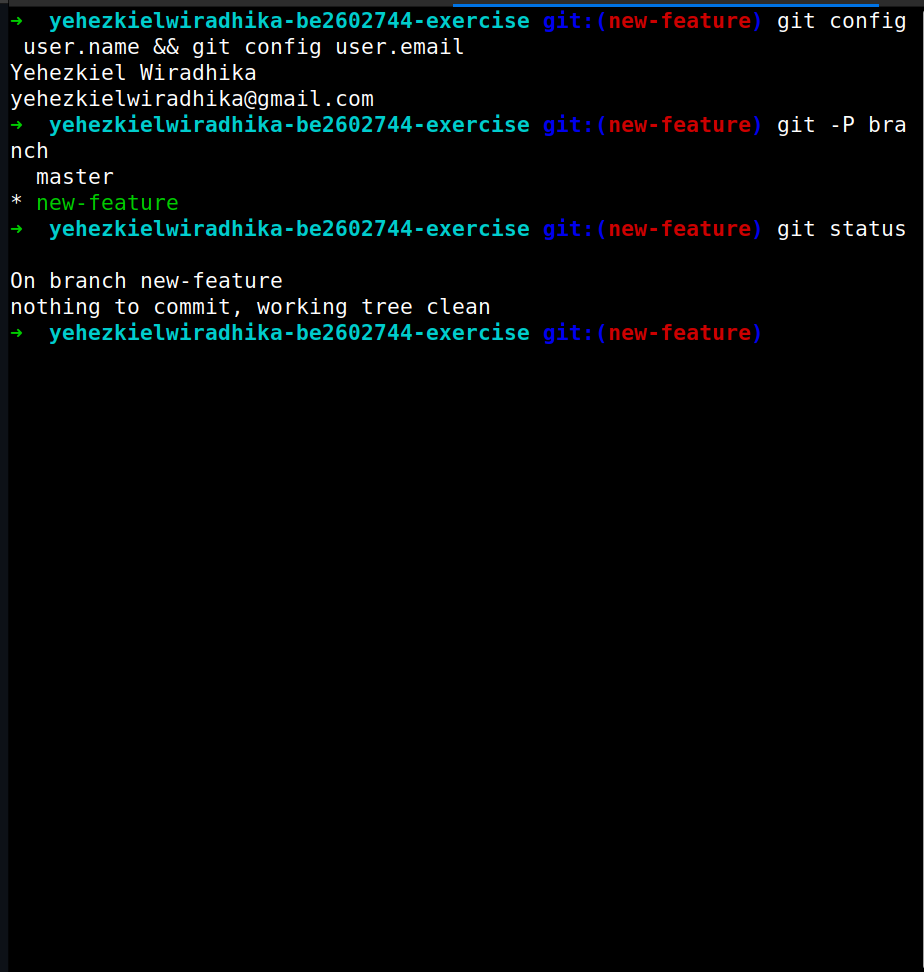 ➜  yehezkielwiradhika-be2602744-exercise git:(new-feature) git config
 user.name && git config user.email
Yehezkiel Wiradhika
yehezkielwiradhika@gmail.com
➜  yehezkielwiradhika-be2602744-exercise git:(new-feature) git -P bra
nch
  master
* new-feature
➜  yehezkielwiradhika-be2602744-exercise git:(new-feature) git status
On branch new-feature
nothing to commit, working tree clean
➜  yehezkielwiradhika-be2602744-exercise git:(new-feature)